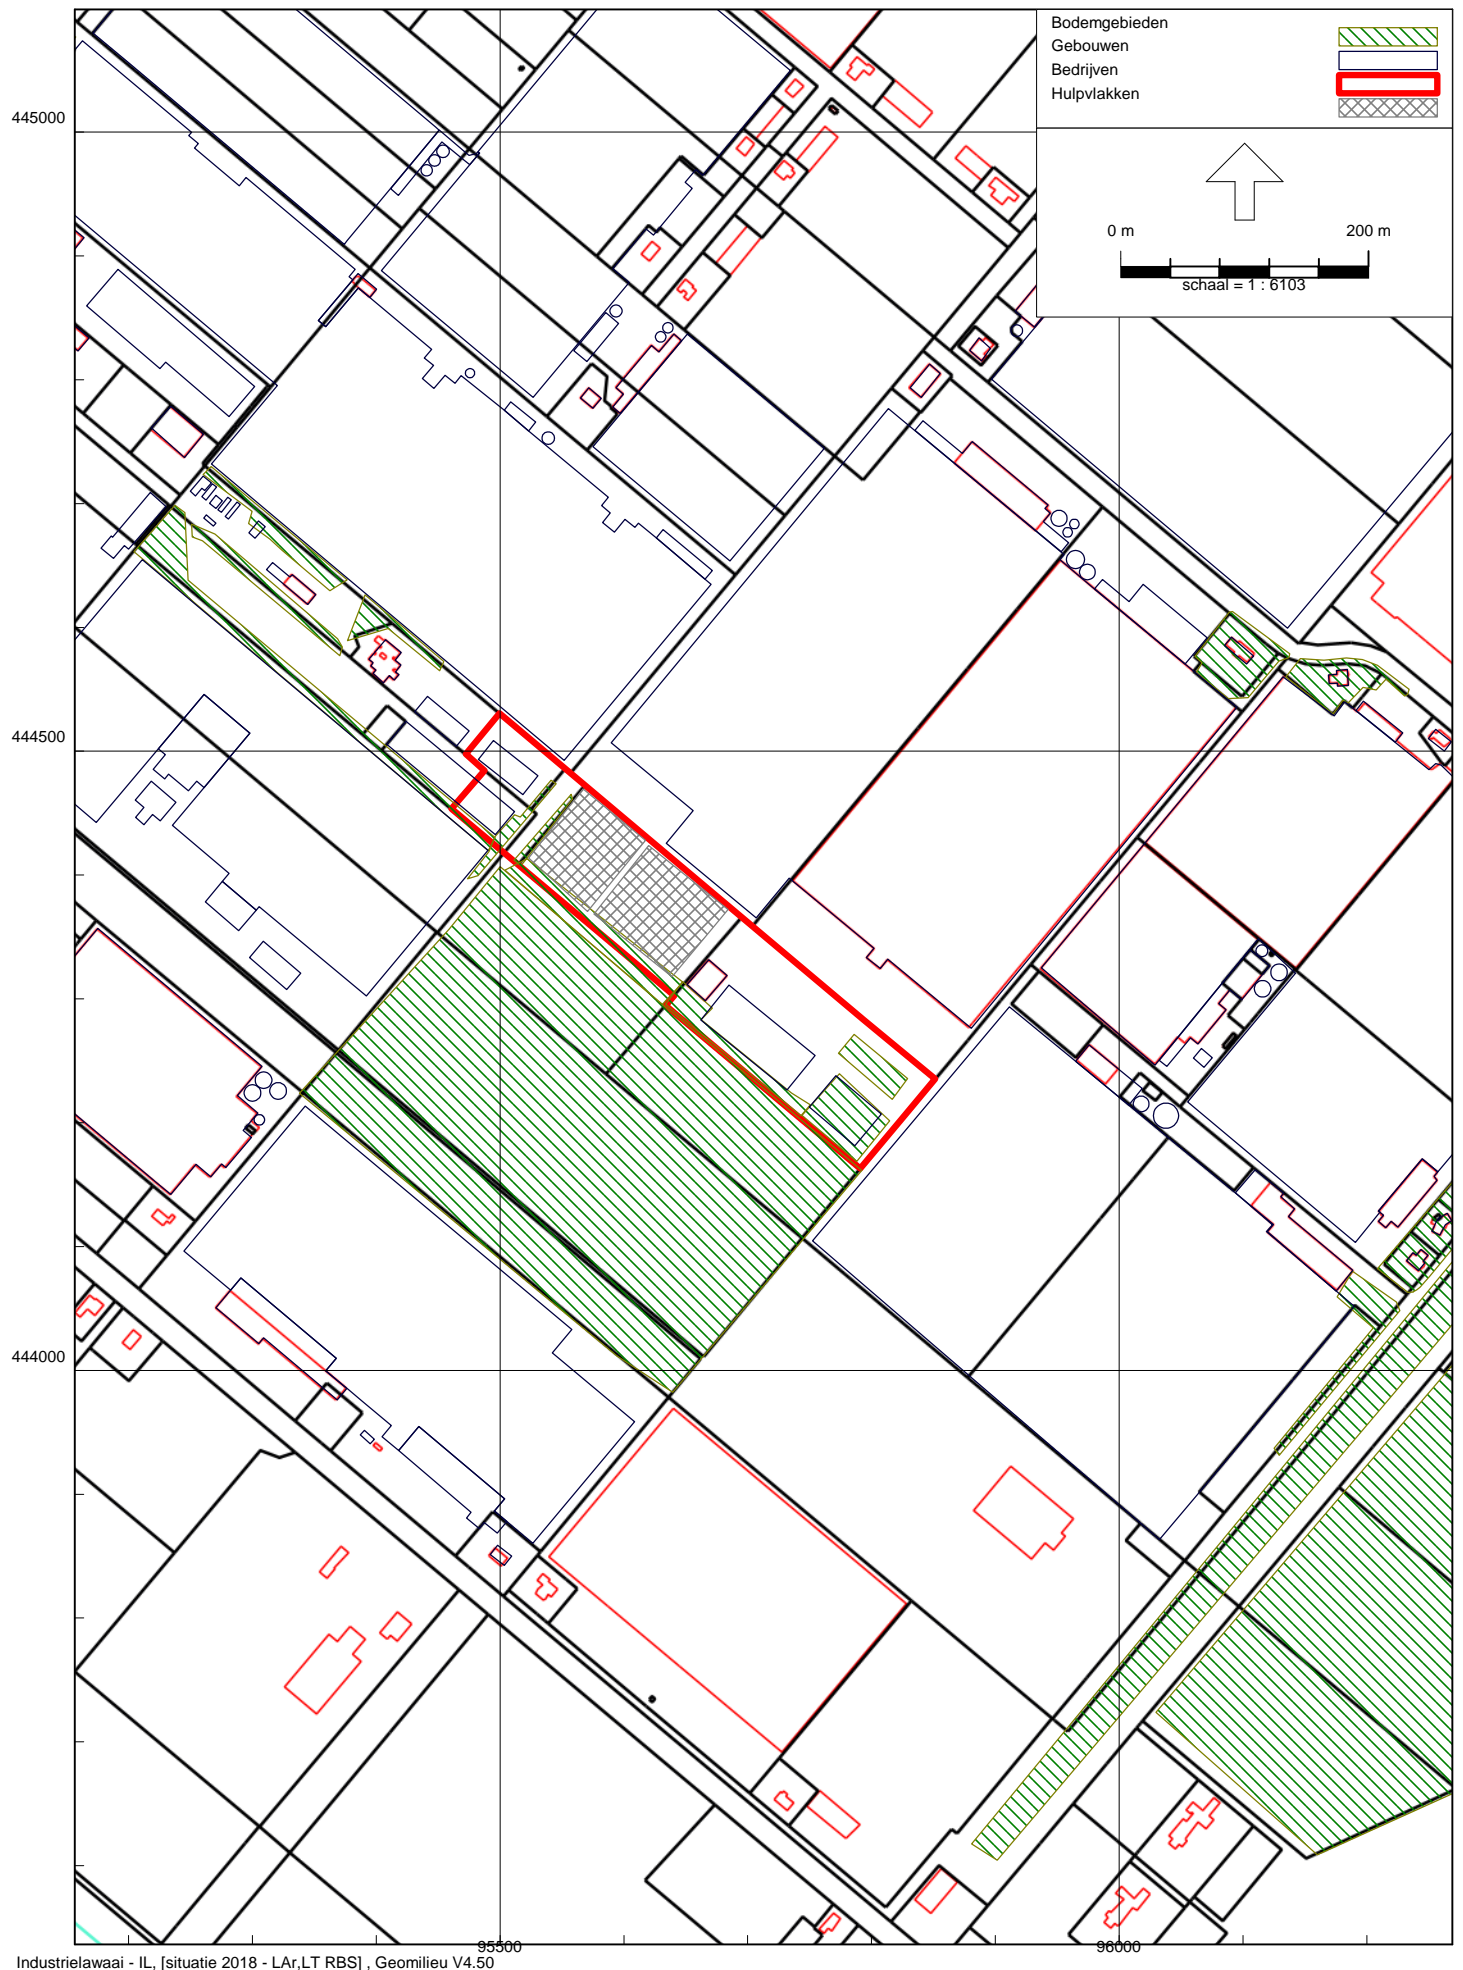 Bodemgebieden
Gebouwen
Bedrijven
Hulpvlakken
0 m 200 m
schaal = 1 : 6103
445000
444500
444000
95500 96000
Industrielawaai - IL, [situatie 2018 - LAr,LT RBS] , Geomilieu V4.50